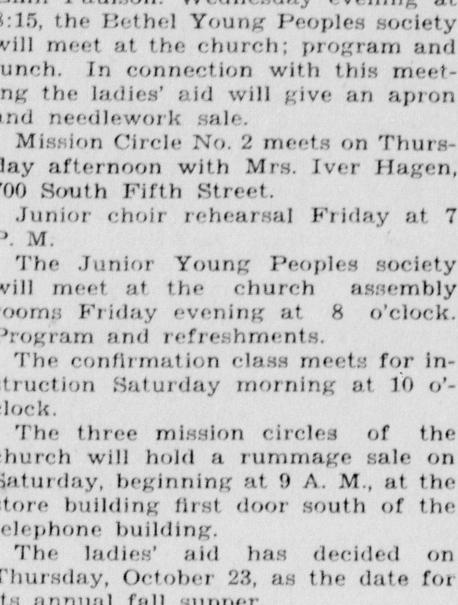 Paulson. Wednesday evening at
8:15, the Bethel Young Peoples society
will meet at the church; program and
lunch. In connection with this meet-
ing the ladies' aid will give an apron
and needlework sale.
Mission Circle No. 2 meets on Thurs-
day afternoon with Mrs. Iver Hagen,
700 South Fifth Street.
Junior choir rehearsal Friday at 7
P. M.
The Junior Young Peoples society
will meet at the church assembly
rooms Friday evening at 8 o'clock.
Program and refreshments.
The confirmation class meets for in-
struction Saturday morning at 10 o'-
clock.
The three mission circles of the
church will hold a rummage sale on
Saturday, beginning at 9 A. M., at the
store building first door south of the
telephone building.
The ladies' aid has decided on
Thursday, October 23, as the date for
its annual fall supper.